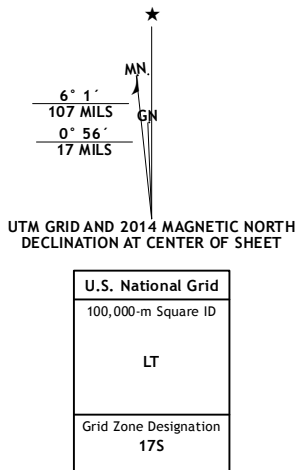 ★
MN.
6° 1´
107 MILS
GN
0° 56´
17 MILS
UTM GRID AND 2014 MAGNETIC NORTH
DECLINATION AT CENTER OF SHEET
U.S. National Grid
100,000-m Square ID
LT
Grid Zone Designation
17S